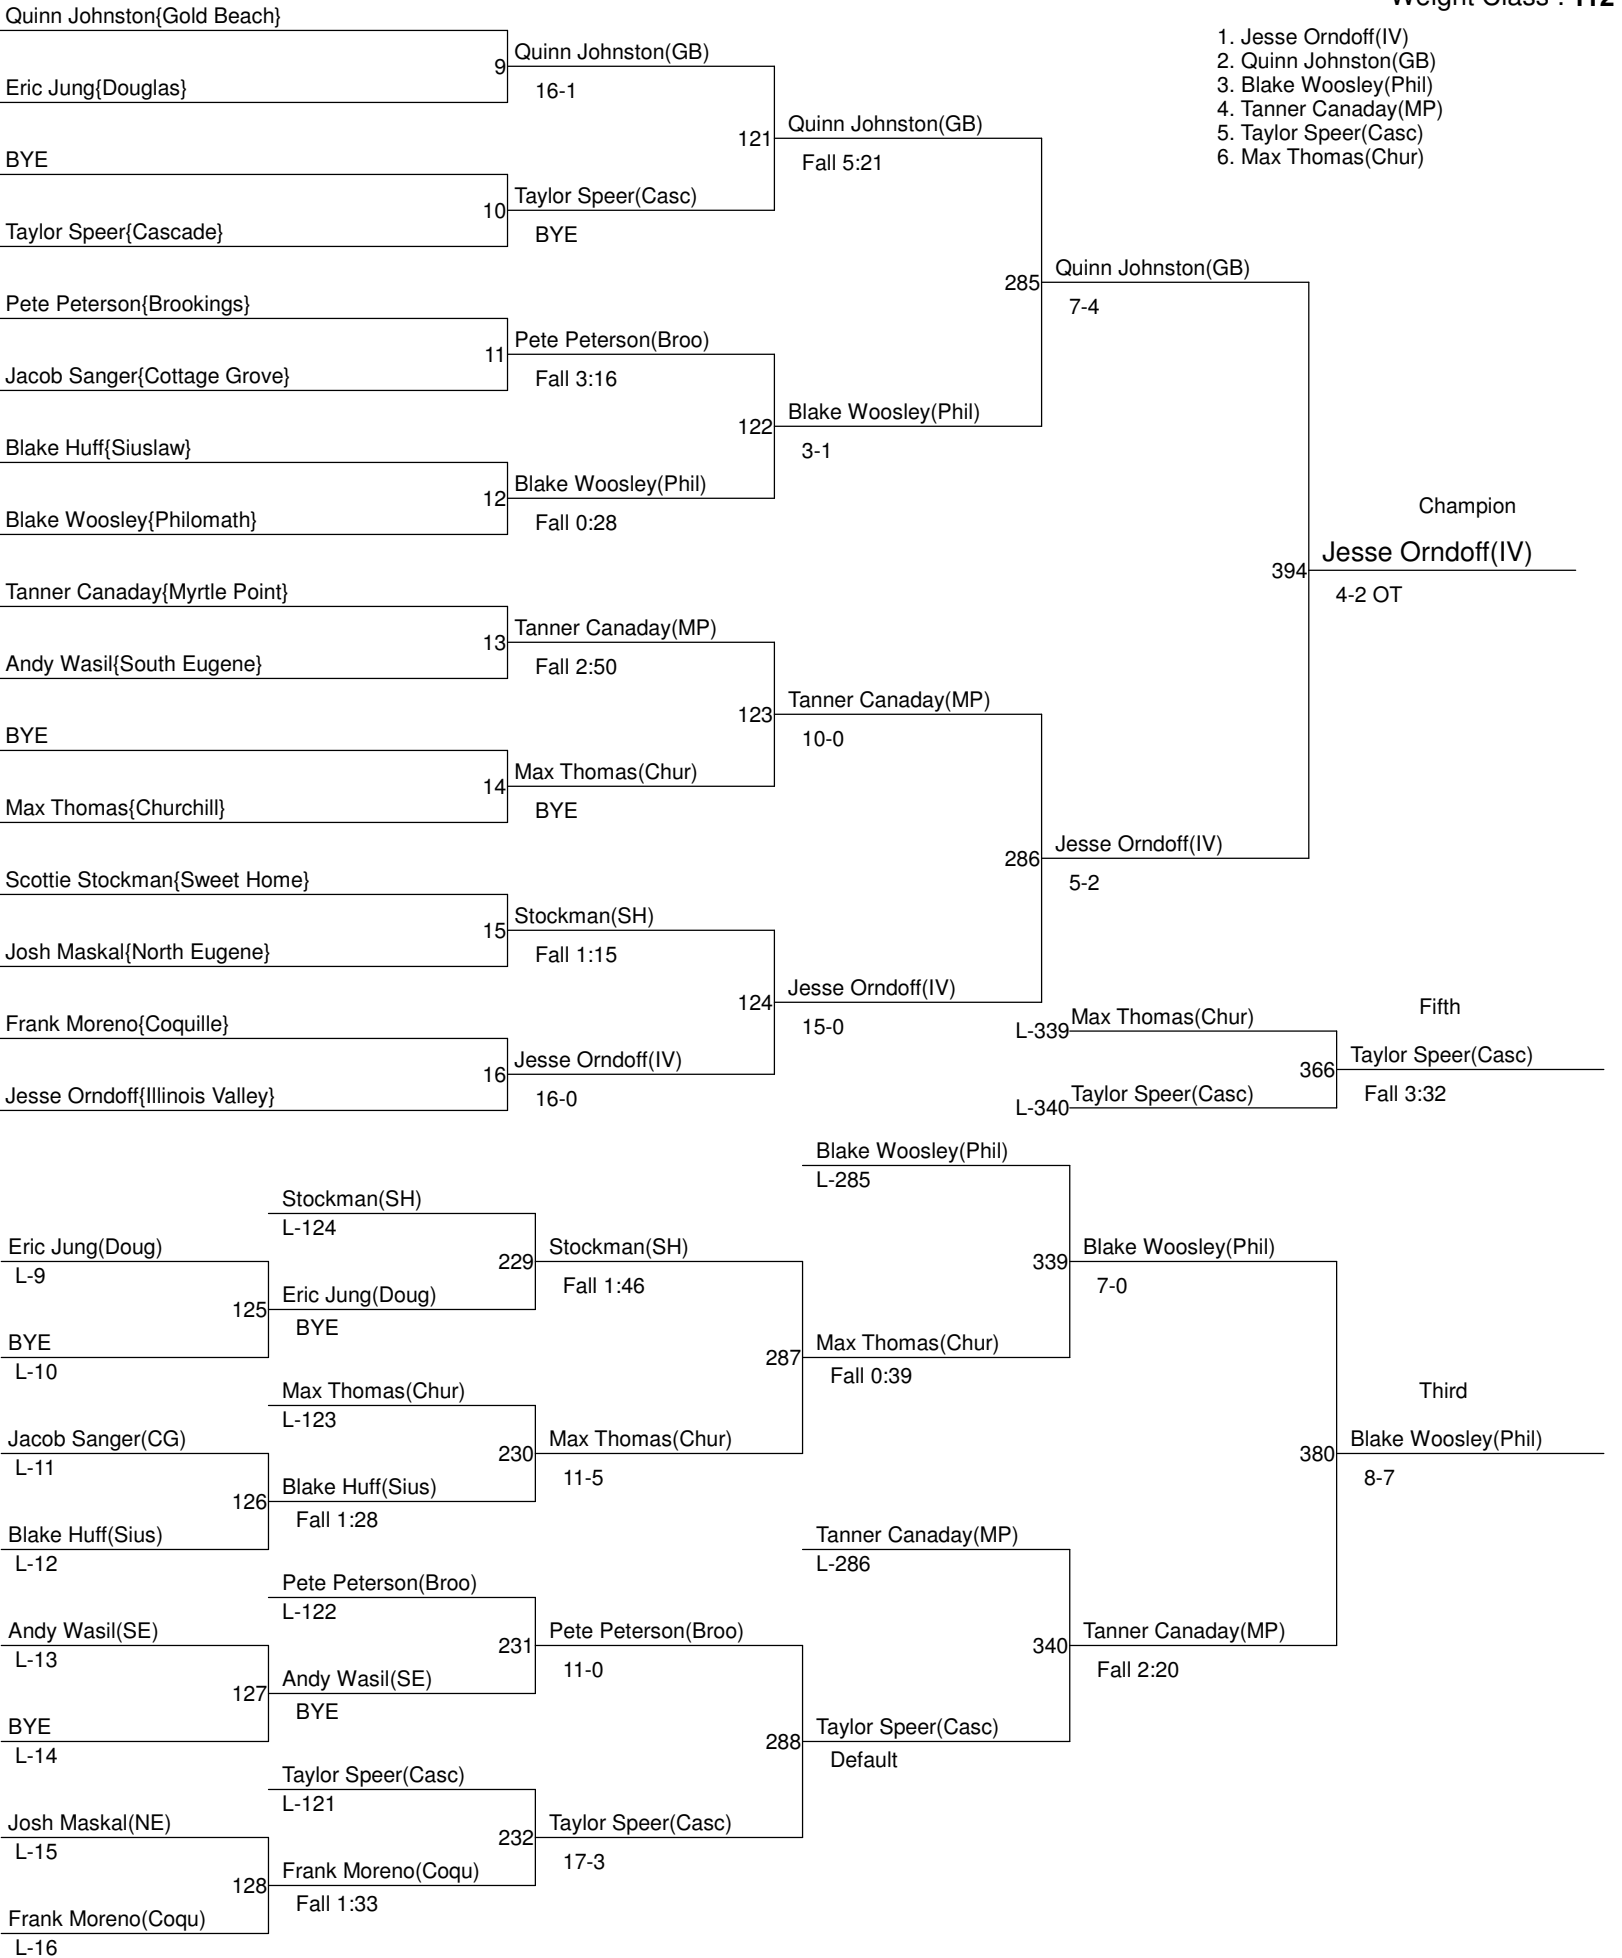 Weight Class : 112
1. Jesse Orndoff(IV)
2. Quinn Johnston(GB)
3. Blake Woosley(Phil)
4. Tanner Canaday(MP)
5. Taylor Speer(Casc)
6. Max Thomas(Chur)
Quinn Johnston{Gold Beach}
9
Quinn Johnston(GB)
16-1
Eric Jung{Douglas}
121
Quinn Johnston(GB)
Fall 5:21
BYE
10
Taylor Speer(Casc)
BYE
Taylor Speer{Cascade}
285
Quinn Johnston(GB)
7-4
Pete Peterson{Brookings}
11
Pete Peterson(Broo)
Fall 3:16
Jacob Sanger{Cottage Grove}
122
Blake Woosley(Phil)
3-1
Blake Huff{Siuslaw}
12
Blake Woosley(Phil)
Fall 0:28
Blake Woosley{Philomath}
Champion
394
Jesse Orndoff(IV)
4-2 OT
Tanner Canaday{Myrtle Point}
13
Tanner Canaday(MP)
Fall 2:50
Andy Wasil{South Eugene}
123
Tanner Canaday(MP)
10-0
BYE
14
Max Thomas(Chur)
BYE
Max Thomas{Churchill}
286
Jesse Orndoff(IV)
5-2
Scottie Stockman{Sweet Home}
15
Stockman(SH)
Fall 1:15
Josh Maskal{North Eugene}
124
Jesse Orndoff(IV)
15-0
Frank Moreno{Coquille}
16
Jesse Orndoff(IV)
16-0
Jesse Orndoff{Illinois Valley}
Fifth
L-339
Max Thomas(Chur)
366
Taylor Speer(Casc)
Fall 3:32
L-340
Taylor Speer(Casc)
Blake Woosley(Phil)
L-285
Stockman(SH)
L-124
Eric Jung(Doug)
L-9
229
Stockman(SH)
Fall 1:46
339
Blake Woosley(Phil)
7-0
125
Eric Jung(Doug)
BYE
BYE
L-10
287
Max Thomas(Chur)
Fall 0:39
Max Thomas(Chur)
L-123
Third
Jacob Sanger(CG)
L-11
230
Max Thomas(Chur)
11-5
380
Blake Woosley(Phil)
8-7
126
Blake Huff(Sius)
Fall 1:28
Blake Huff(Sius)
L-12
Tanner Canaday(MP)
L-286
Pete Peterson(Broo)
L-122
Andy Wasil(SE)
L-13
231
Pete Peterson(Broo)
11-0
340
Tanner Canaday(MP)
Fall 2:20
127
Andy Wasil(SE)
BYE
BYE
L-14
288
Taylor Speer(Casc)
Default
Taylor Speer(Casc)
L-121
Josh Maskal(NE)
L-15
232
Taylor Speer(Casc)
17-3
128
Frank Moreno(Coqu)
Fall 1:33
Frank Moreno(Coqu)
L-16